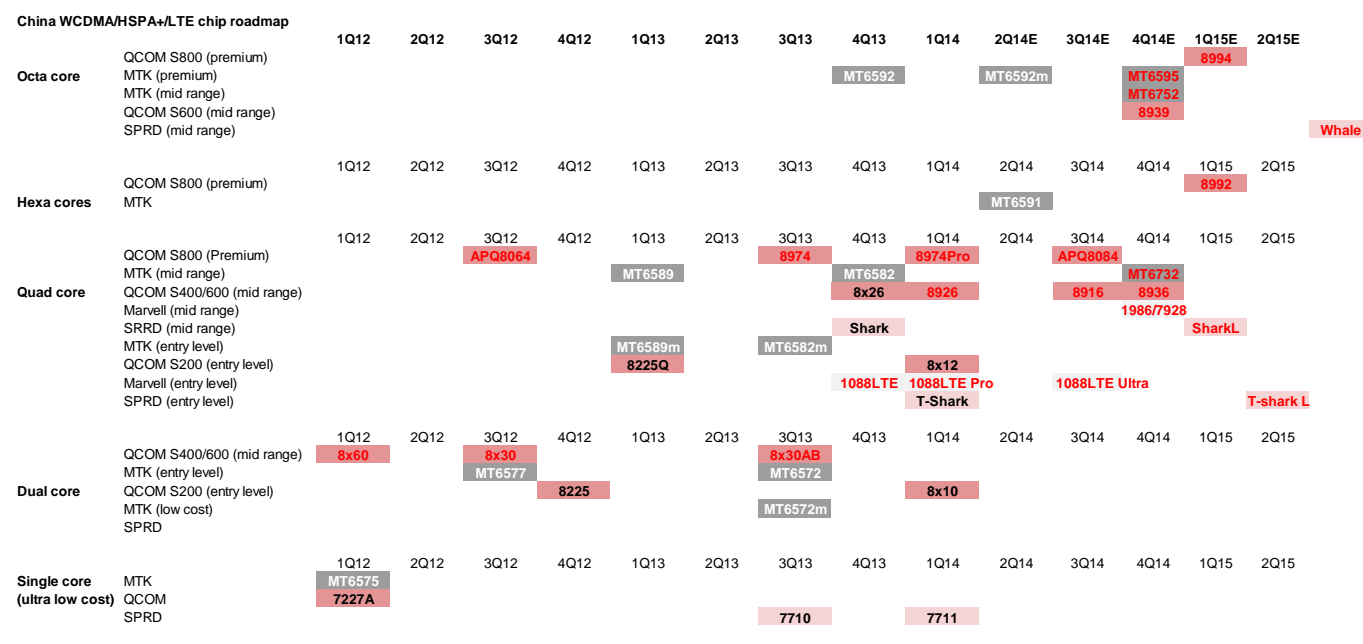 China WCDMA/HSPA+/LTE chip roadmap
1Q12 2Q12 3Q12 4Q12 1Q13 2Q13 3Q13 4Q13 1Q14 2Q14E 3Q14E 4Q14E 1Q15E 2Q15E
QCOM S800 (premium) 8994
Octa core MTK (premium) MT6592 MT6592m MT6595
MTK (mid range) MT6752
QCOM S600 (mid range) 8939
SPRD (mid range) Whale
1Q12 2Q12 3Q12 4Q12 1Q13 2Q13 3Q13 4Q13 1Q14 2Q14 3Q14 4Q14 1Q15 2Q15
QCOM S800 (premium) 8992
Hexa cores MTK MT6591
1Q12 2Q12 3Q12 4Q12 1Q13 2Q13 3Q13 4Q13 1Q14 2Q14 3Q14 4Q14 1Q15 2Q15
QCOM S800 (Premium) APQ8064 8974 8974Pro APQ8084
MTK (mid range) MT6589 MT6582 MT6732
Quad core QCOM S400/600 (mid range) 8x26 8926 8916 8936
Marvell (mid range) 1986/7928
SRRD (mid range) Shark SharkL
MTK (entry level) MT6589m MT6582m
QCOM S200 (entry level) 8225Q 8x12
Marvell (entry level) 1088LTE 1088LTE Pro 1088LTE Ultra
SPRD (entry level) T-Shark T-shark L
1Q12 2Q12 3Q12 4Q12 1Q13 2Q13 3Q13 4Q13 1Q14 2Q14 3Q14 4Q14 1Q15 2Q15
QCOM S400/600 (mid range) 8x60 8x30 8x30AB
MTK (entry level) MT6577 MT6572
Dual core QCOM S200 (entry level) 8225 8x10
MTK (low cost) MT6572m
SPRD
1Q12 2Q12 3Q12 4Q12 1Q13 2Q13 3Q13 4Q13 1Q14 2Q14 3Q14 4Q14 1Q15 2Q15
Single core MTK MT6575
(ultra low cost) QCOM 7227A
SPRD 7710 7711